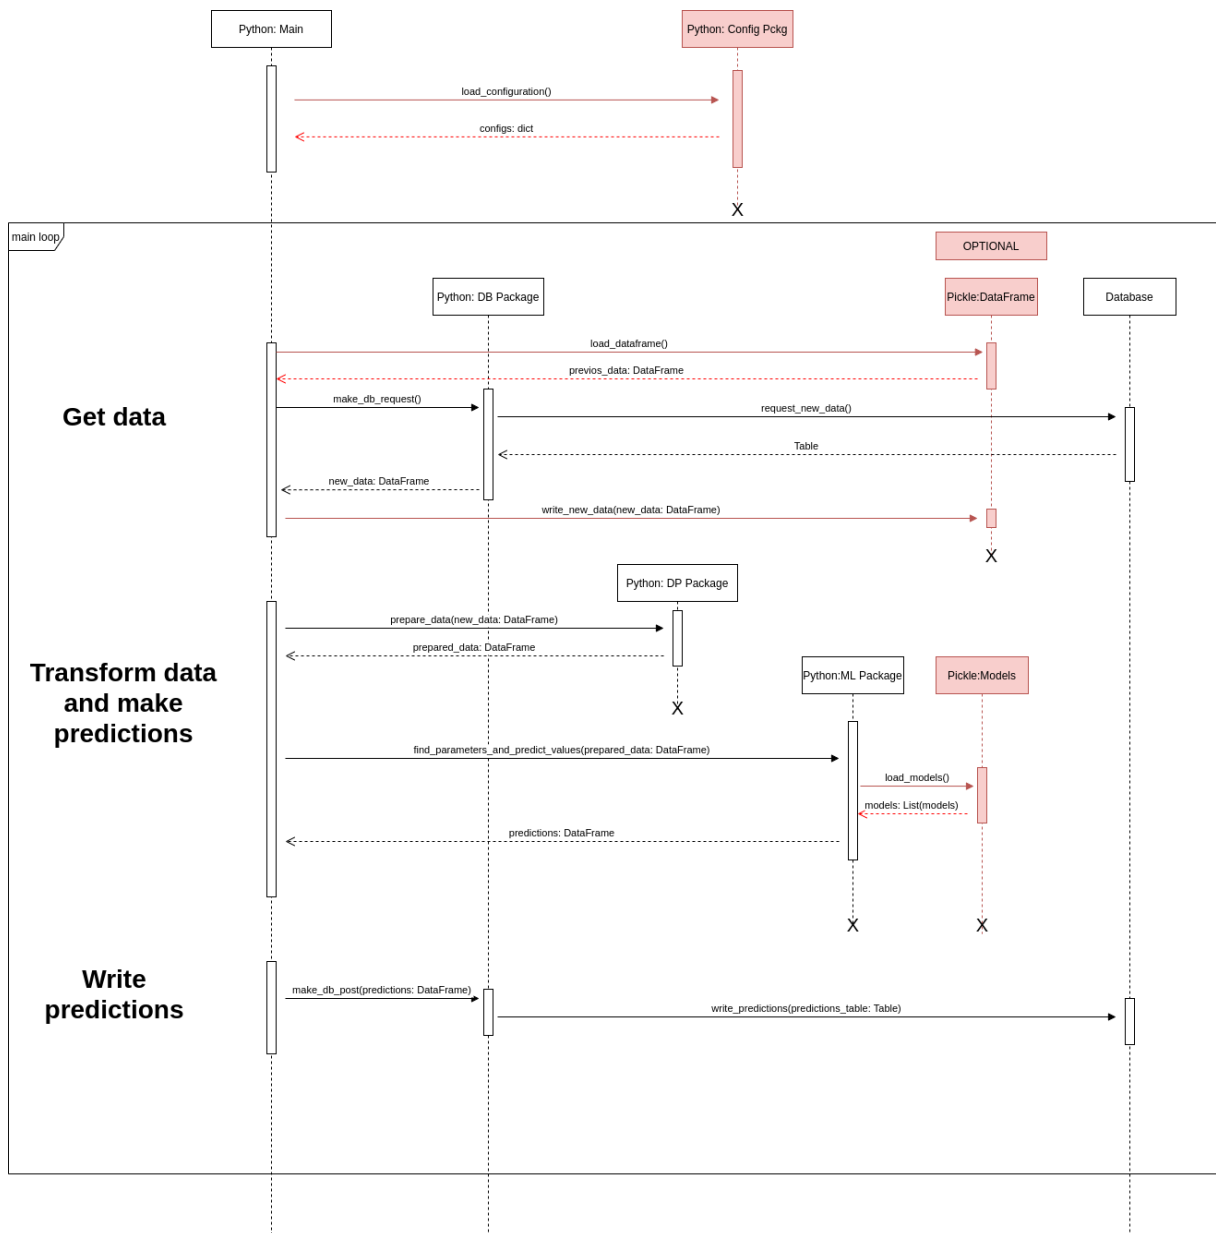 Python: Main
Python: Config Pckg
load_configuration()
configs: dict
X
main loop
OPTIONAL
Python: DB Package
Pickle:DataFrame
Database
load_dataframe()
previos_data: DataFrame
make_db_request()
request_new_data()
Get data
Table
new_data: DataFrame
write_new_data(new_data: DataFrame)
X
Python: DP Package
prepare_data(new_data: DataFrame)
prepared_data: DataFrame
Transform data
and make
predictions
Python:ML Package
Pickle:Models
X
find_parameters_and_predict_values(prepared_data: DataFrame)
load_models()
models: List(models)
predictions: DataFrame
X
X
Write
predictions
make_db_post(predictions: DataFrame)
write_predictions(predictions_table: Table)